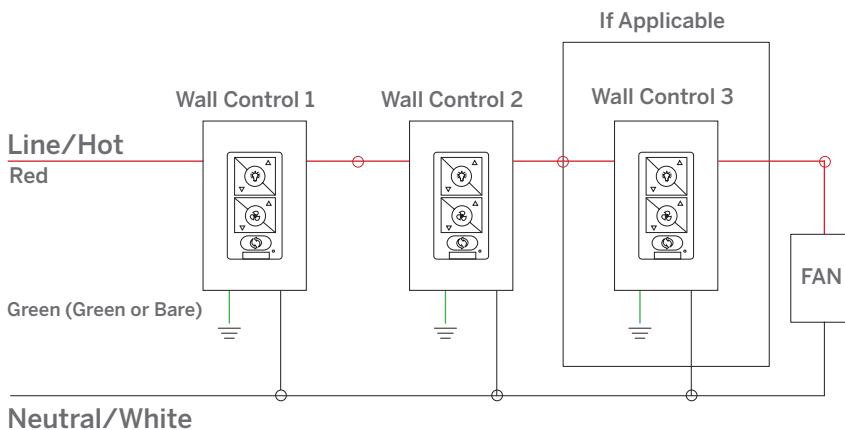 If Applicable
Wall Control 1
Wall Control 2
Wall Control 3
Line/Hot
Red
FAN
Green (Green or Bare)
Neutral/White